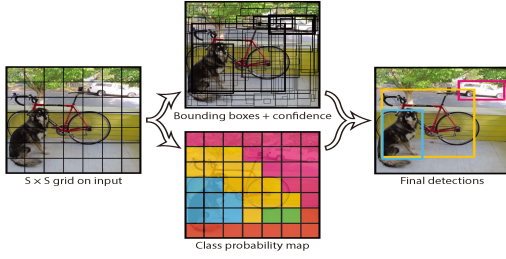 Bounding boxes + confidence
S × S grid on input
Final detections
Class probability map